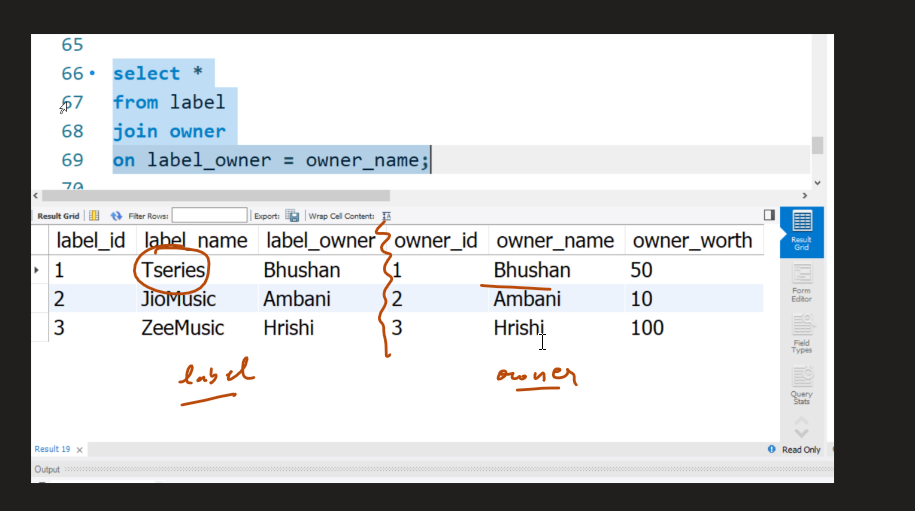 65
66 select *
67 from label
68 join owner
69 on label_owner = owner_name;
70
Result Grid Filter Rows: Export: Wrap Cell Content:
label_id label_name label_owner owner_id owner_name owner_worth
1 Tseries Bhushan 1 Bhushan 50
2 JioMusic Ambani 2 Ambani 10
3 ZeeMusic Hrishi 3 Hrishi 100
label owner
Result Grid
Form Editor
Field Types
Query Stats
Result 19 × Read Only
Output